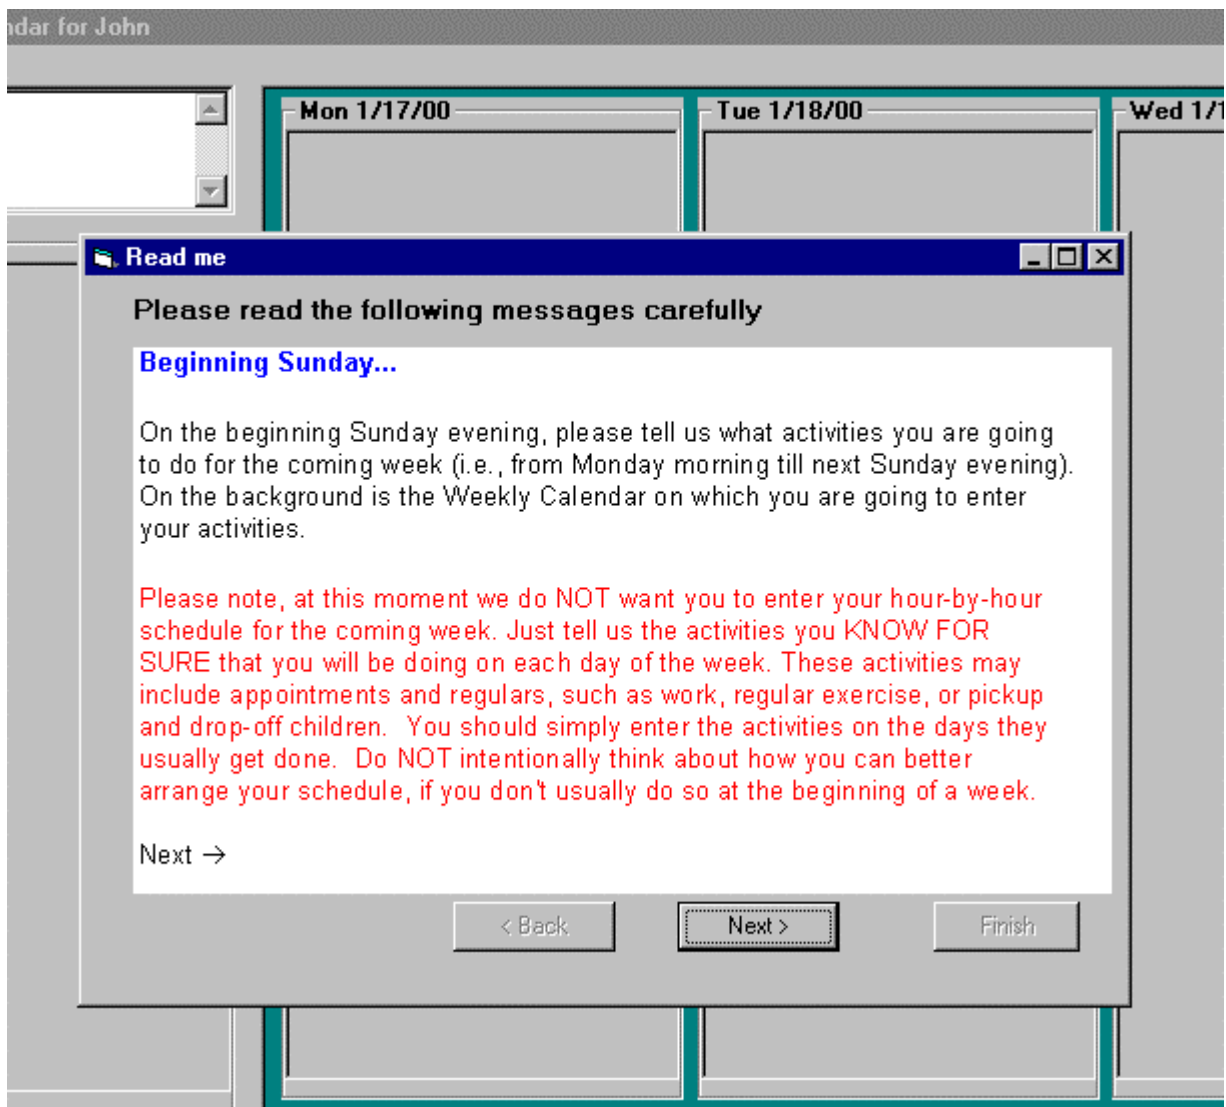 ndar for John
Mon 1/17/00
Tue 1/18/00
Wed 1/1
Read me
Please read the following messages carefully
Beginning Sunday...
On the beginning Sunday evening, please tell us what activities you are going
to do for the coming week (i.e., from Monday morning till next Sunday evening).
On the background is the Weekly Calendar on which you are going to enter
your activities.
Please note, at this moment we do NOT want you to enter your hour-by-hour
schedule for the coming week. Just tell us the activities you KNOW FOR
SURE that you will be doing on each day of the week. These activities may
include appointments and regulars, such as work, regular exercise, or pickup
and drop-off children.  You should simply enter the activities on the days they
usually get done.  Do NOT intentionally think about how you can better
arrange your schedule, if you don't usually do so at the beginning of a week.
Next →
< Back
Next >
Finish